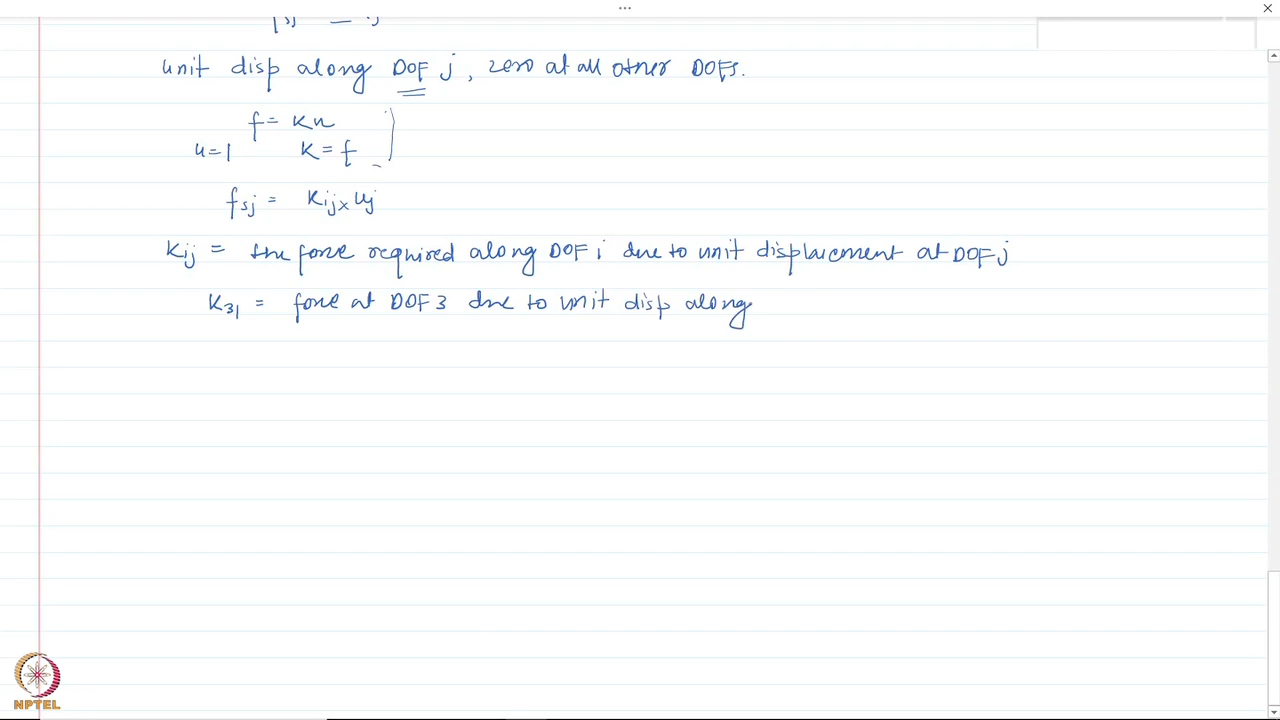 unit disp along DOF j, zero at all other DOFs.
f = ku
u=1 k = f
fsj = kij × uj
kij = the force required along DOF i due to unit displacement at DOF j
k31 = force at DOF 3 due to unit disp along
NPTEL